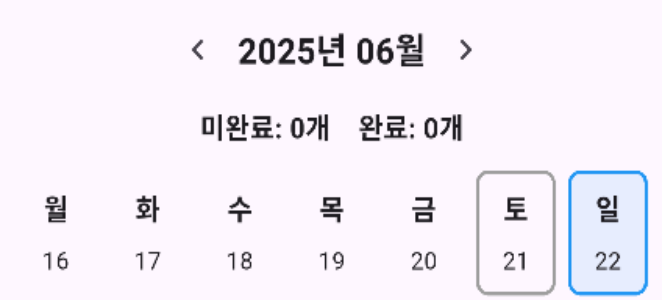 2025년 06월
미완료: 0개 완료: 0개
월 화 수 목 금 토 일
16 17 18 19 20 21 22